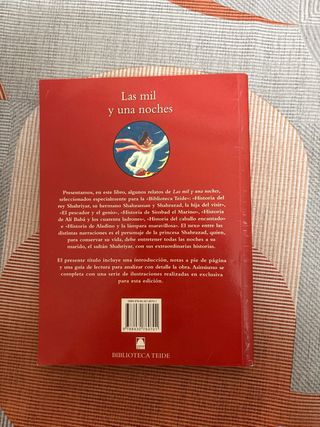 Las mil
y una noches
Presentamos, en este libro, algunos relatos de Las mil y una noches,
seleccionados especialmente para la «Biblioteca Teide»: «Historia del
rey Shahriyar, su hermano Shahzaman y Shahrazad, la hija del visir»,
«El pescador y el genio», «Historia de Simbad el Marino», «Historia
de Alí Babá y los cuarenta ladrones», «Historia del caballo encantado»
e «Historia de Aladino y la lámpara maravillosa». El nexo entre las
distintas narraciones es el personaje de la princesa Shahrazad, quien,
para conservar su vida, debe entretener todas las noches a su
marido, el sultán Shahriyar, con sus extraordinarias historias.
El presente título incluye una introducción, notas a pie de página
y una guía de lectura para analizar con detalle la obra. Asimismo se
completa con una serie de ilustraciones realizadas en exclusiva
para esta edición.
BIBLIOTECA TEIDE